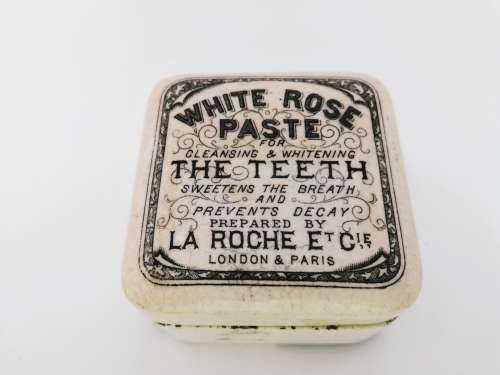 WHITE ROSE
PASTE
FOR
CLEANSING & WHITENING
THE TEETH
SWEETENS THE BREATH
AND
PREVENTS DECAY
PREPARED BY
LA ROCHE ET CIE
LONDON & PARIS